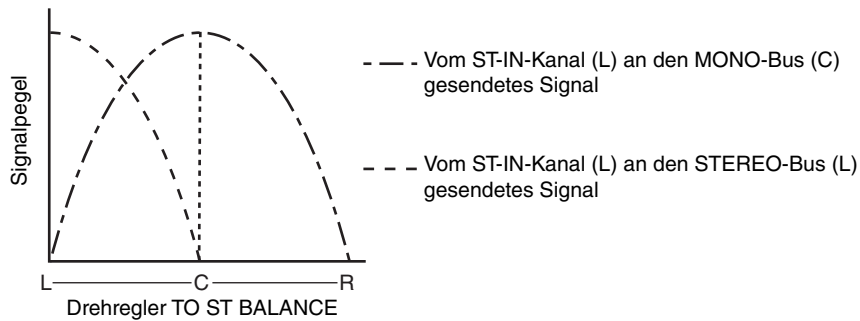 Signalpegel
Vom ST-IN-Kanal (L) an den MONO-Bus (C)
gesendetes Signal
Vom ST-IN-Kanal (L) an den STEREO-Bus (L)
gesendetes Signal
L C R
Drehregler TO ST BALANCE